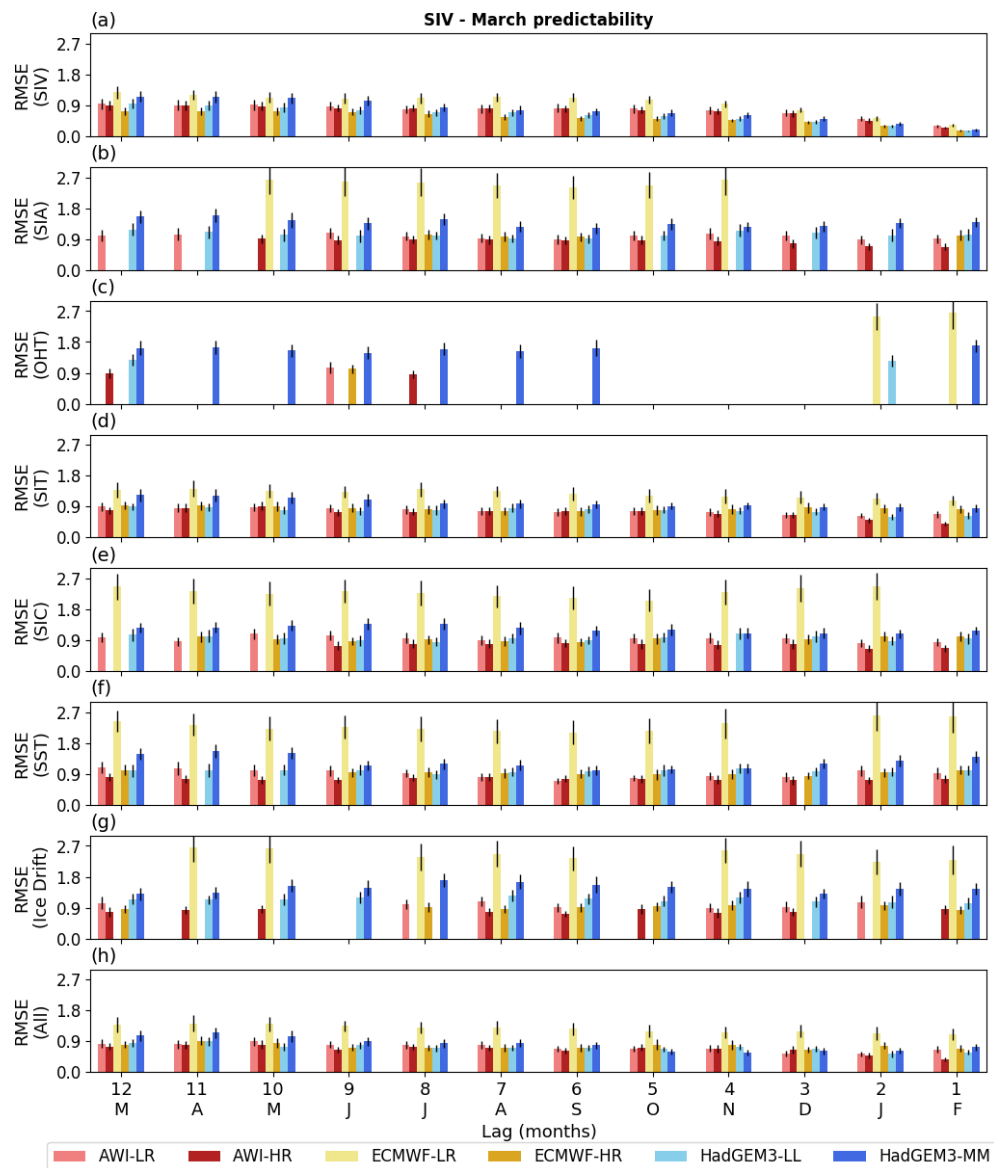 SIV - March predictability
(a)
RMSE
(SIV)
2.7
1.8
0.9
0.0
(b)
RMSE
(SIA)
2.7
1.8
0.9
0.0
(c)
RMSE
(OHT)
2.7
1.8
0.9
0.0
(d)
RMSE
(SIT)
2.7
1.8
0.9
0.0
(e)
RMSE
(SIC)
2.7
1.8
0.9
0.0
(f)
RMSE
(SST)
2.7
1.8
0.9
0.0
(g)
RMSE
(Ice Drift)
2.7
1.8
0.9
0.0
(h)
RMSE
(All)
2.7
1.8
0.9
0.0
12 11 10 9 8 7 6 5 4 3 2 1
M A M J J A S O N D J F
Lag (months)
AWI-LR AWI-HR ECMWF-LR ECMWF-HR HadGEM3-LL HadGEM3-MM